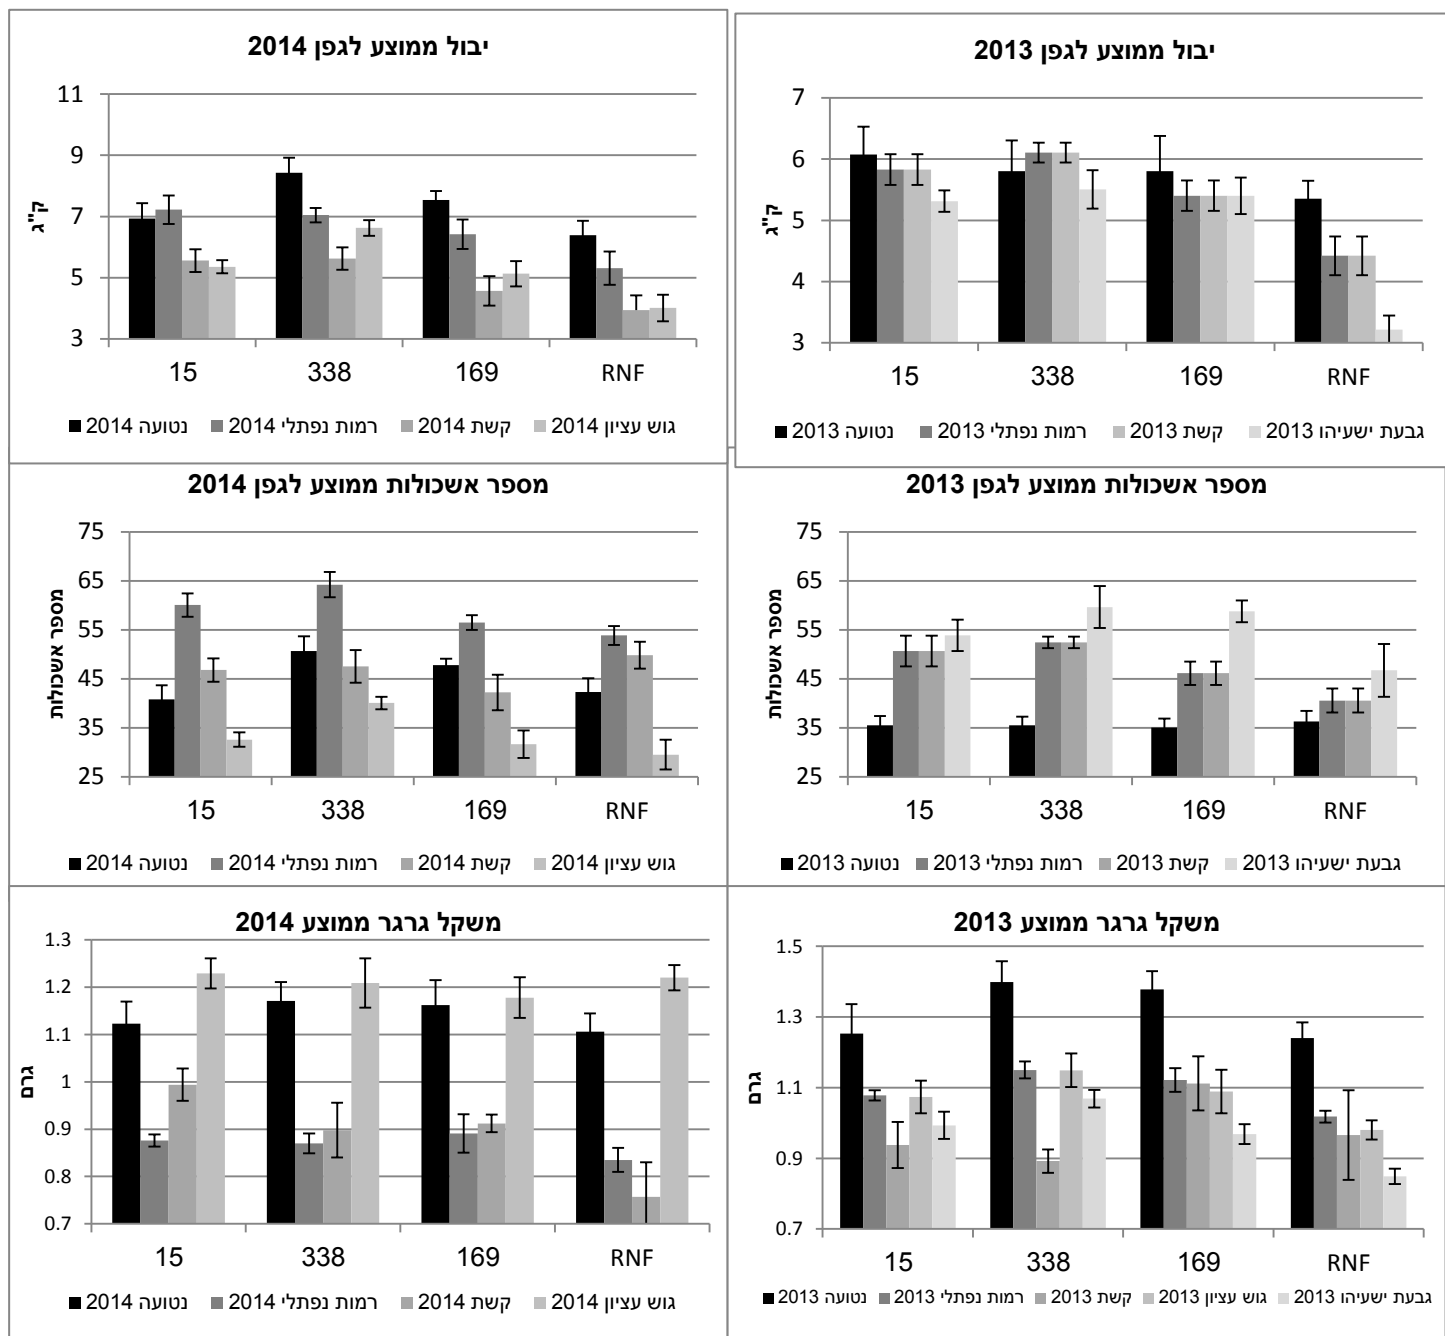 יבול ממוצע לגפן 2013
7
6
5
4
3
ק"ג
15 338 169 RNF
נטועה 2013 רמות נפתלי 2013 קשת 2013 גבעת ישעיהו 2013
יבול ממוצע לגפן 2014
11
9
7
5
3
ק"ג
15 338 169 RNF
נטועה 2014 רמות נפתלי 2014 קשת 2014 גוש עציון 2014
מספר אשכולות ממוצע לגפן 2013
75
65
55
45
35
25
מספר אשכולות
15 338 169 RNF
נטועה 2013 רמות נפתלי 2013 קשת 2013 גבעת ישעיהו 2013
מספר אשכולות ממוצע לגפן 2014
75
65
55
45
35
25
מספר אשכולות
15 338 169 RNF
נטועה 2014 רמות נפתלי 2014 קשת 2014 גוש עציון 2014
משקל גרגר ממוצע 2013
1.5
1.3
1.1
0.9
0.7
גרם
15 338 169 RNF
נטועה 2013 רמות נפתלי 2013 קשת 2013 גוש עציון 2013 גבעת ישעיהו 2013
משקל גרגר ממוצע 2014
1.3
1.2
1.1
1
0.9
0.8
0.7
גרם
15 338 169 RNF
נטועה 2014 רמות נפתלי 2014 קשת 2014 גוש עציון 2014